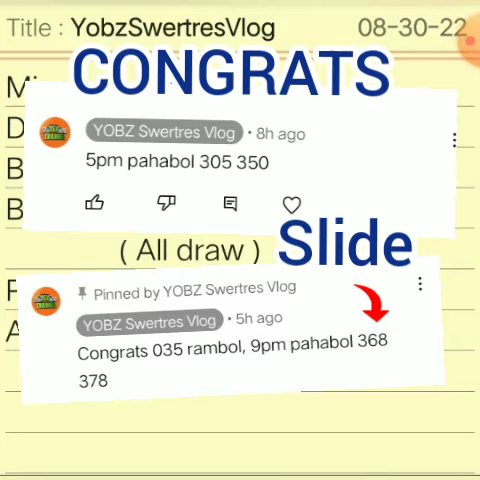 Title : YobzSwertresVlog 08-30-22
CONGRATS
YOBZ Swertres Vlog • 8h ago
5pm pahabol 305 350
( All draw )
Slide
Pinned by YOBZ Swertres Vlog
YOBZ Swertres Vlog • 5h ago
Congrats 035 rambol, 9pm pahabol 368
378